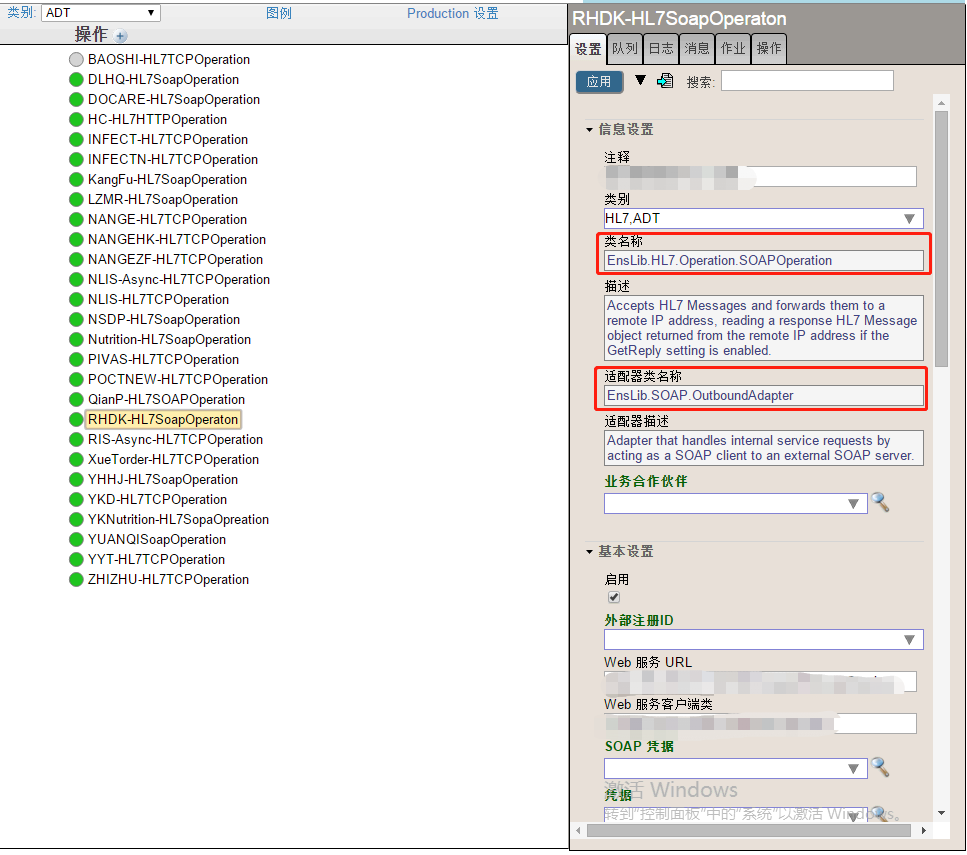 类别: ADT
图例
Production 设置
操作
BAOSHI-HL7TCPOperation
DLHQ-HL7SoapOperation
DOCARE-HL7SoapOperation
HC-HL7HTTPOperation
INFECT-HL7TCPOperation
INFECTN-HL7TCPOperation
KangFu-HL7SoapOperation
LZMR-HL7SoapOperation
NANGE-HL7TCPOperation
NANGEHK-HL7TCPOperation
NANGEZF-HL7TCPOperation
NLIS-Async-HL7TCPOperation
NLIS-HL7TCPOperation
NSDP-HL7SoapOperation
Nutrition-HL7SoapOperation
PIVAS-HL7TCPOperation
POCTNEW-HL7TCPOperation
QianP-HL7SOAPOperation
RHDK-HL7SoapOperaton
RIS-Async-HL7TCPOperation
XueTorder-HL7TCPOperation
YHHJ-HL7SoapOperation
YKD-HL7TCPOperation
YKNutrition-HL7SopaOpreation
YUANQISoapOperation
YYT-HL7TCPOperation
ZHIZHU-HL7TCPOperation
RHDK-HL7SoapOperaton
设置 队列 日志 消息 作业 操作
应用 搜索:
信息设置
注释
类别
HL7,ADT
类名称
EnsLib.HL7.Operation.SOAPOperation
描述
Accepts HL7 Messages and forwards them to a
remote IP address, reading a response HL7 Message
object returned from the remote IP address if the
GetReply setting is enabled.
适配器类名称
EnsLib.SOAP.OutboundAdapter
适配器描述
Adapter that handles internal service requests by
acting as a SOAP client to an external SOAP server.
业务合作伙伴
基本设置
启用
外部注册ID
Web 服务 URL
Web 服务客户端类
SOAP 凭据
激活 Windows
凭据
转到"控制面板"中的"系统"以激活 Windows。